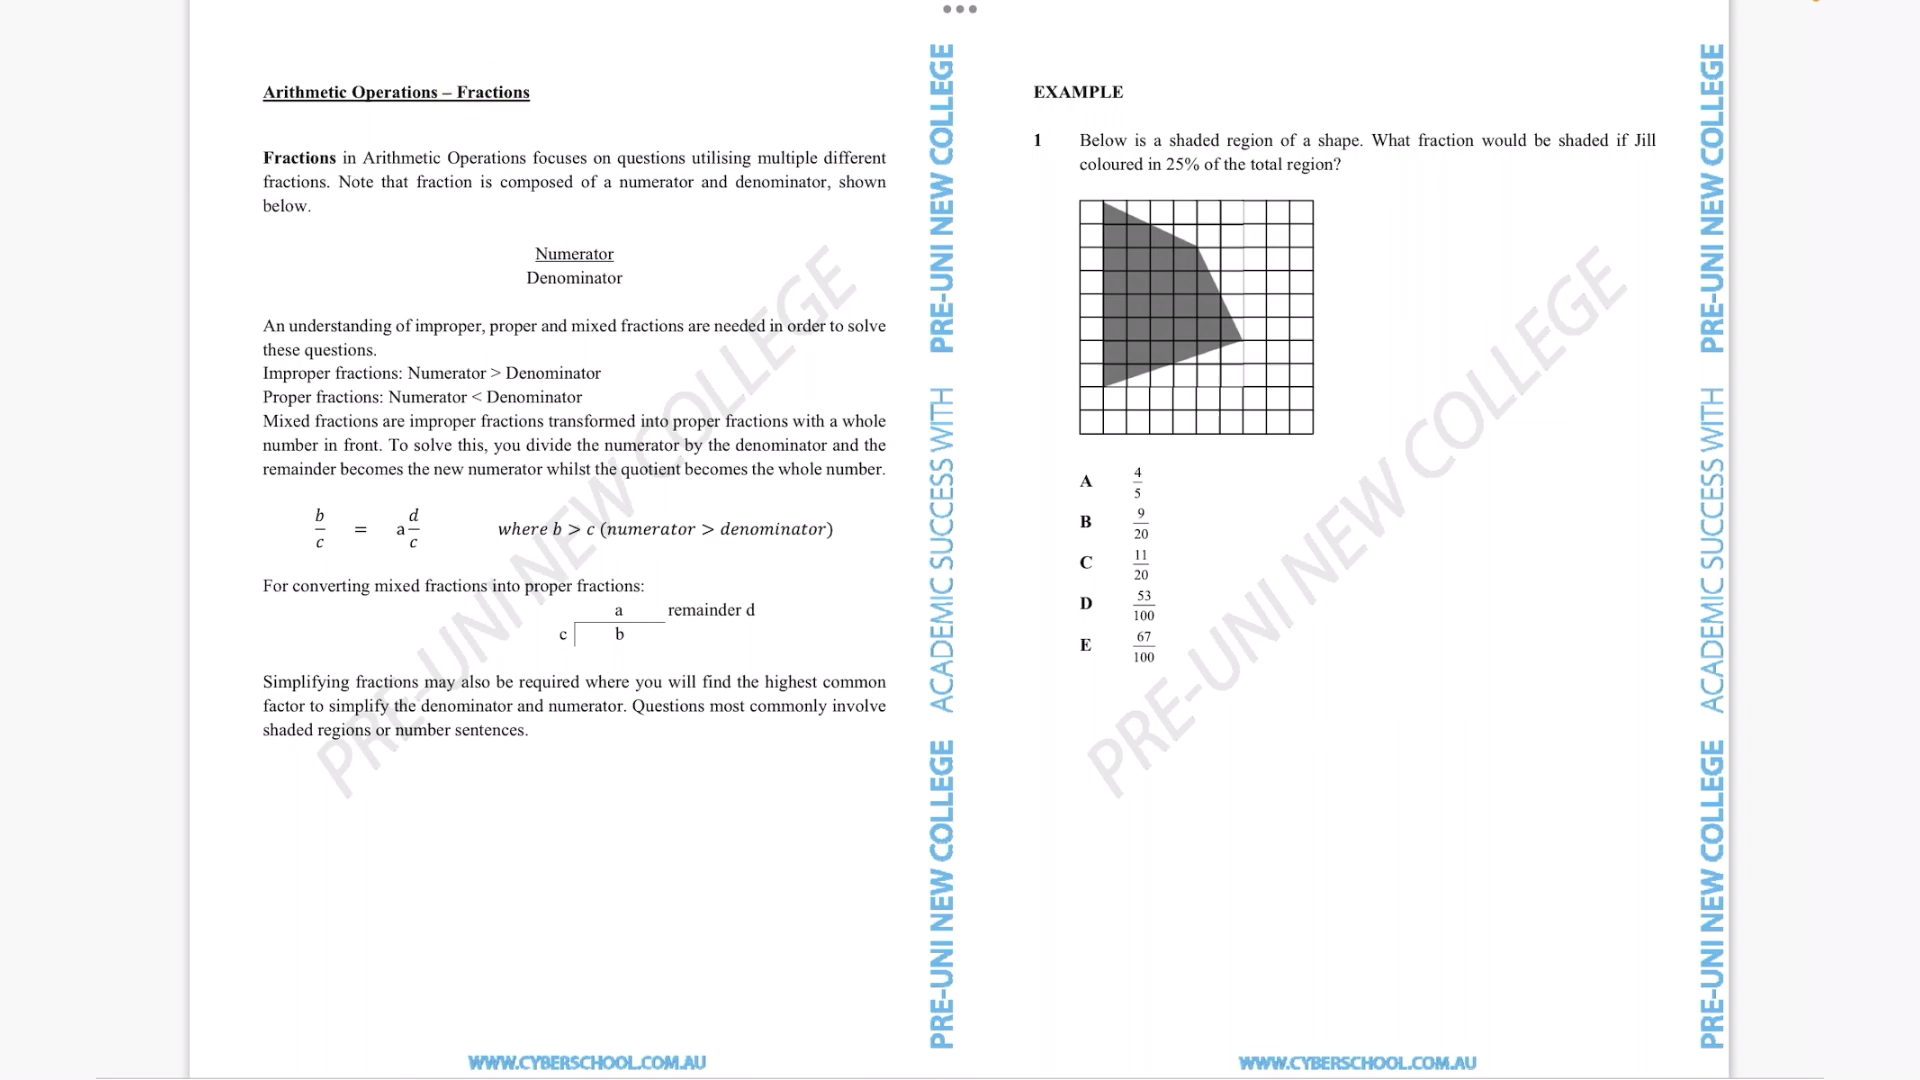 Arithmetic Operations – Fractions
Fractions in Arithmetic Operations focuses on questions utilising multiple different
fractions. Note that fraction is composed of a numerator and denominator, shown
below.
Numerator
Denominator
An understanding of improper, proper and mixed fractions are needed in order to solve
these questions.
Improper fractions: Numerator > Denominator
Proper fractions: Numerator < Denominator
Mixed fractions are improper fractions transformed into proper fractions with a whole
number in front. To solve this, you divide the numerator by the denominator and the
remainder becomes the new numerator whilst the quotient becomes the whole number.
b/c = a d/c where b > c (numerator > denominator)
For converting mixed fractions into proper fractions:
a remainder d
c b
Simplifying fractions may also be required where you will find the highest common
factor to simplify the denominator and numerator. Questions most commonly involve
shaded regions or number sentences.
PRE-UNI NEW COLLEGE
WWW.CYBERSCHOOL.COM.AU
PRE-UNI NEW COLLEGE ACADEMIC SUCCESS WITH PRE-UNI NEW COLLEGE
EXAMPLE
1 Below is a shaded region of a shape. What fraction would be shaded if Jill
coloured in 25% of the total region?
A 4/5
B 9/20
C 11/20
D 53/100
E 67/100
PRE-UNI NEW COLLEGE
WWW.CYBERSCHOOL.COM.AU
PRE-UNI NEW COLLEGE ACADEMIC SUCCESS WITH PRE-UNI NEW COLLEGE